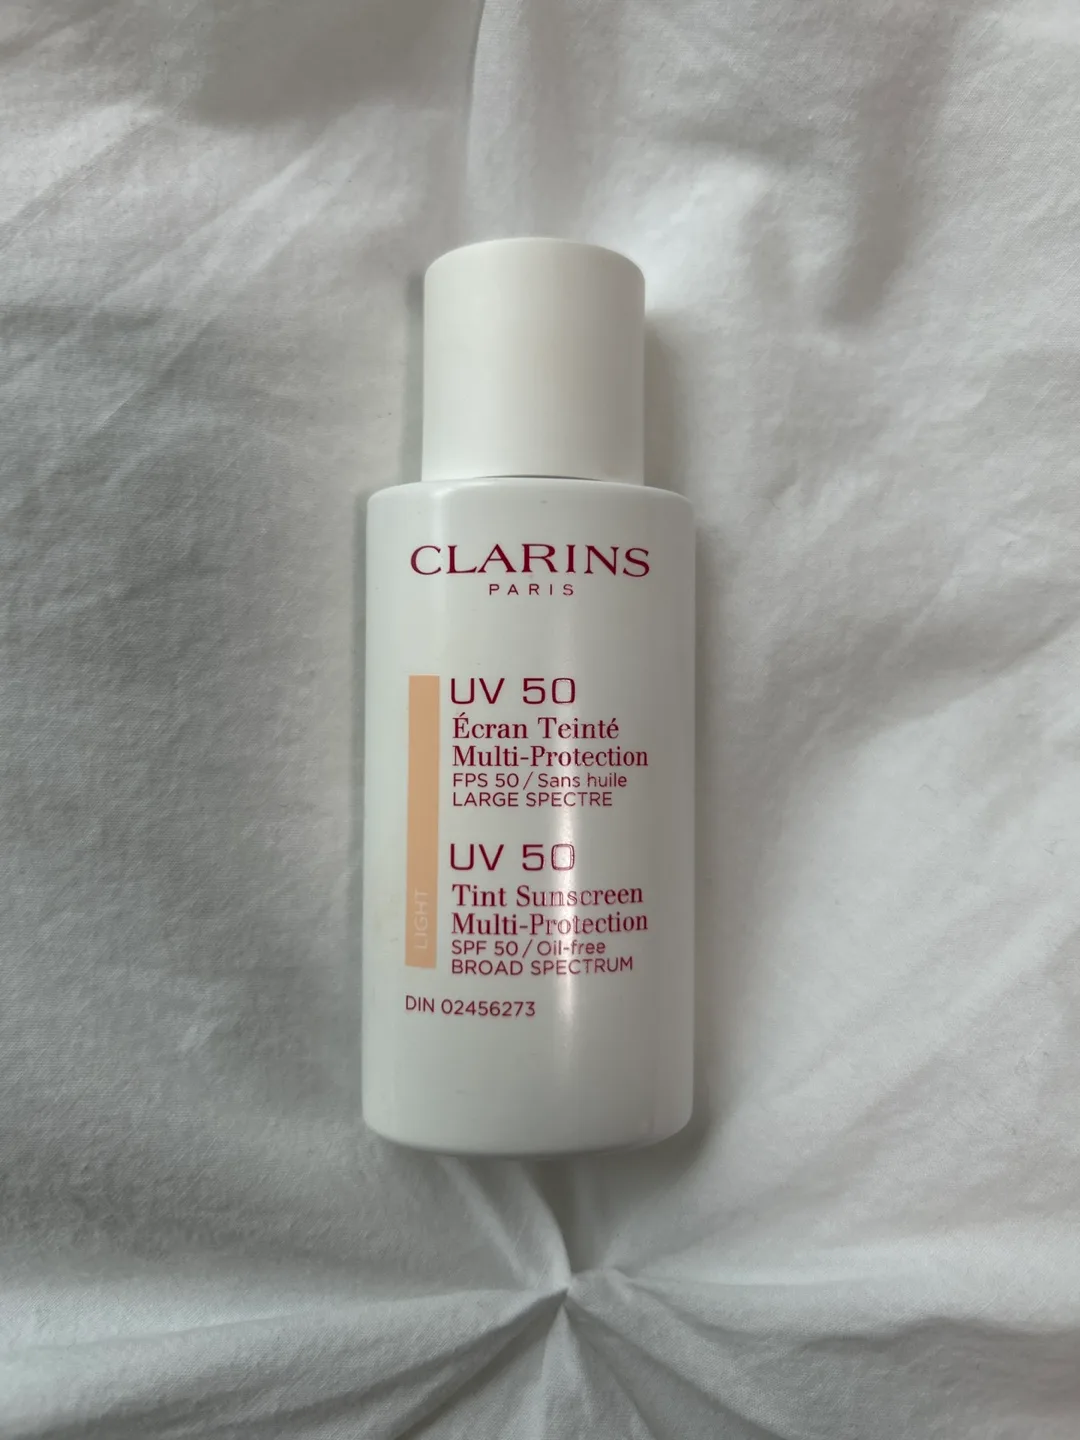 CLARINS
PARIS
UV 50
Écran Teinté
Multi-Protection
FPS 50 / Sans huile
LARGE SPECTRE
UV 50
Tint Sunscreen
Multi-Protection
SPF 50 / Oil-free
BROAD SPECTRUM
LIGHT
DIN 02456273